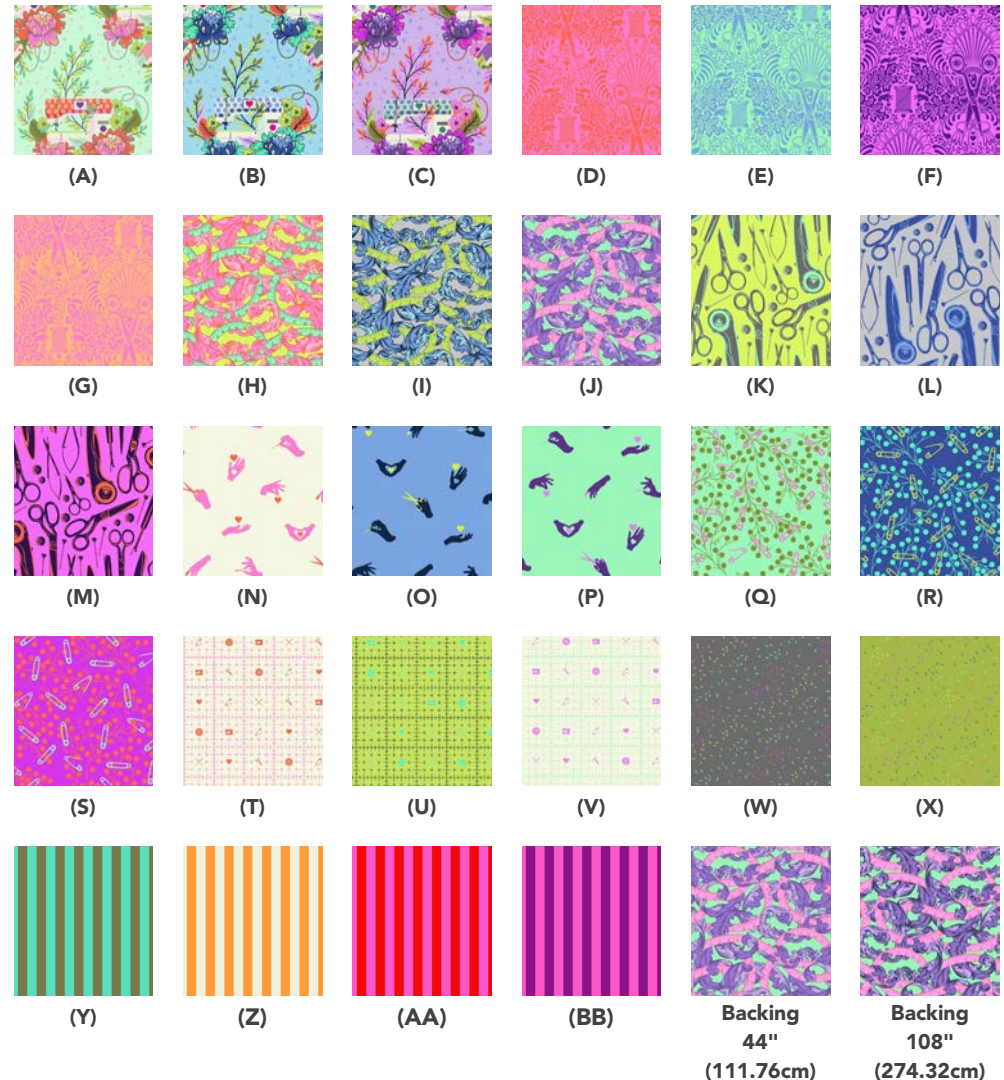 (A)
(B)
(C)
(D)
(E)
(F)
(G)
(H)
(I)
(J)
(K)
(L)
(M)
(N)
(O)
(P)
(Q)
(R)
(S)
(T)
(U)
(V)
(W)
(X)
(Y)
(Z)
(AA)
(BB)
Backing
44"
(111.76cm)
Backing
108"
(274.32cm)